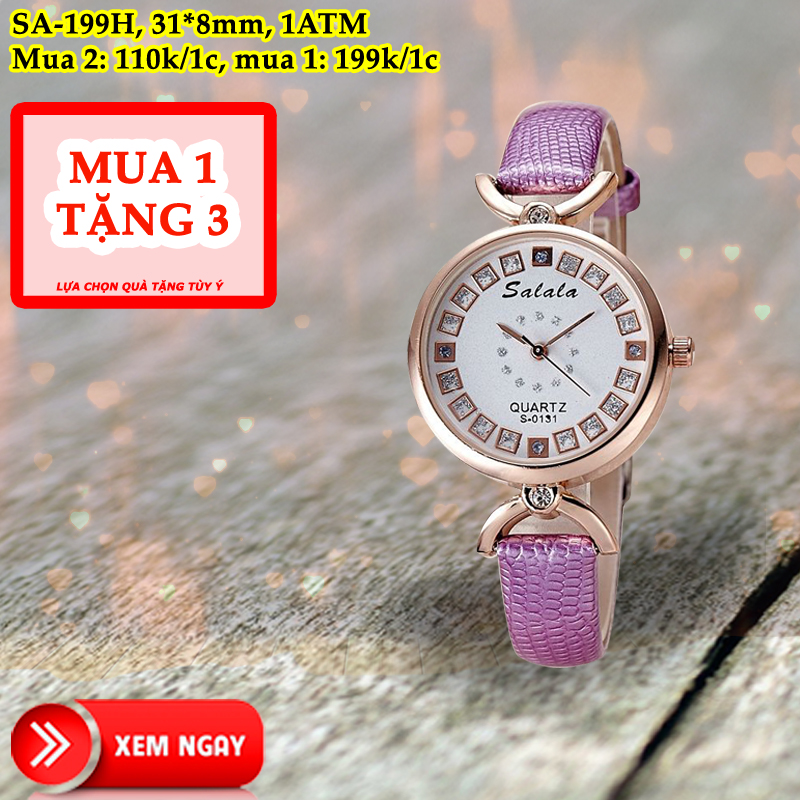 SA-199H, 31*8mm, 1ATM
Mua 2: 110k/1c, mua 1: 199k/1c
MUA 1
TẶNG 3
LỰA CHỌN QUÀ TẶNG TÙY Ý
Salala
QUARTZ
S-0131
XEM NGAY